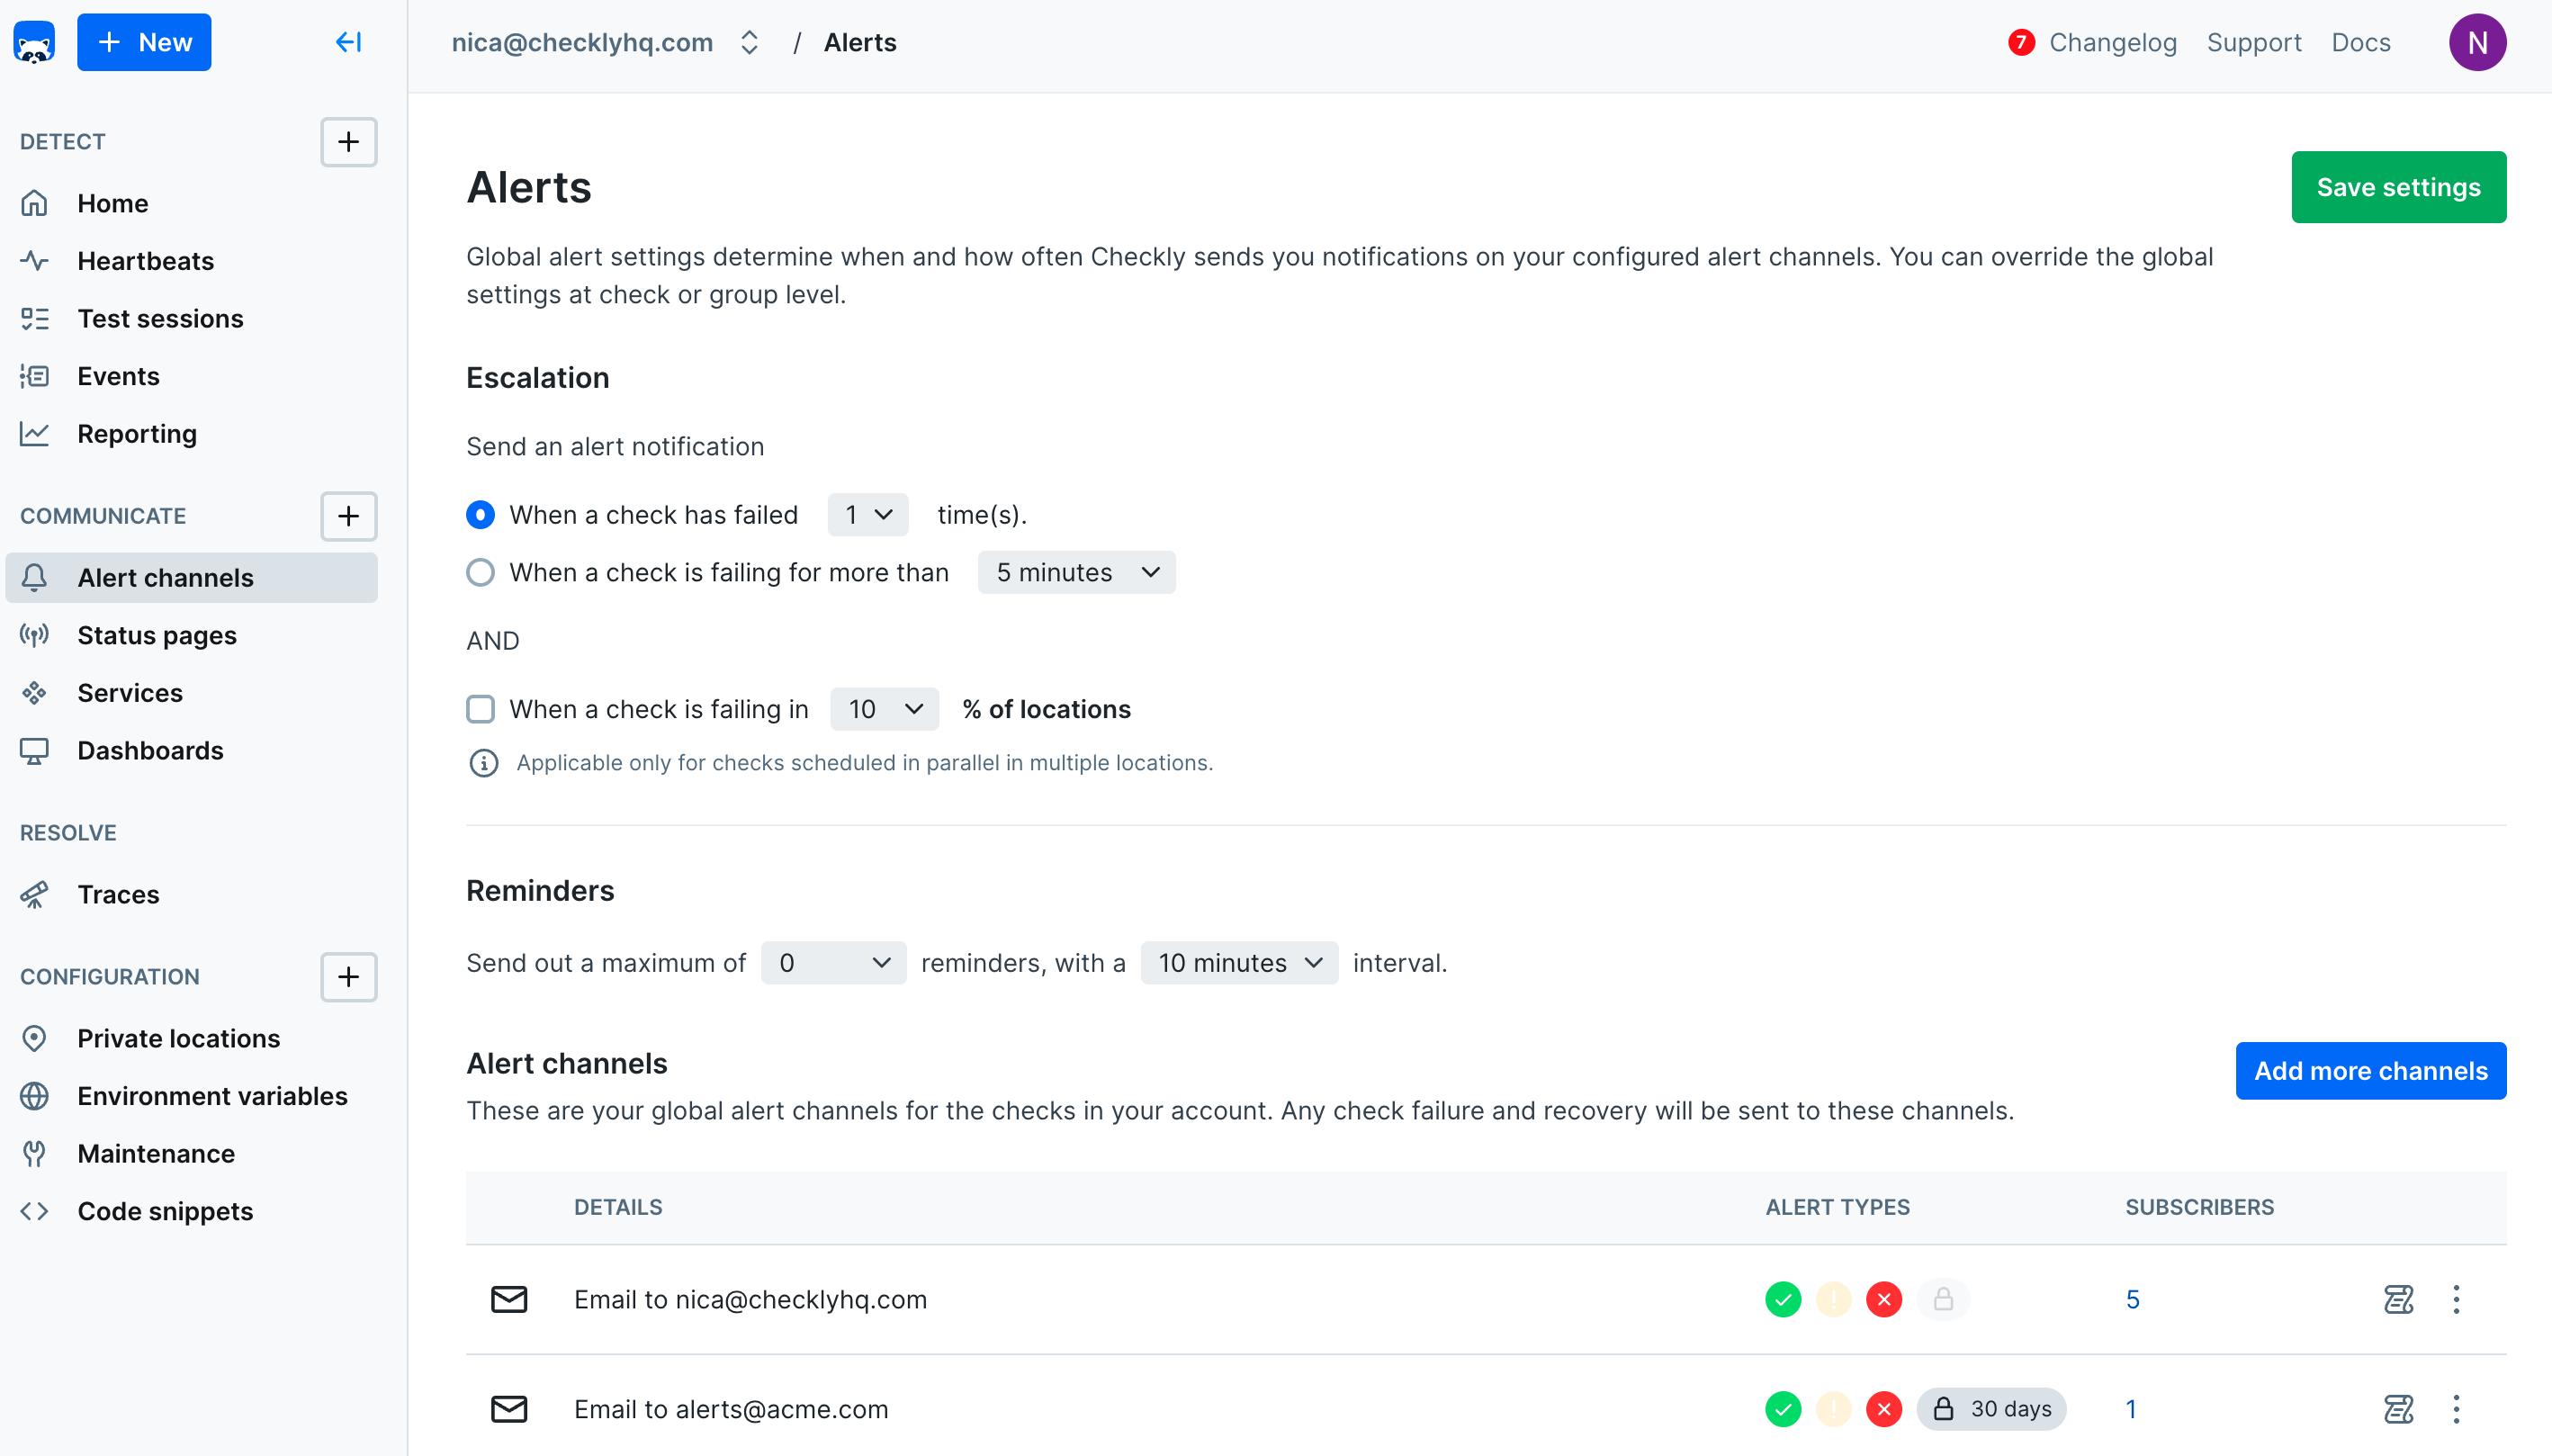 New
nica@checklyhq.com / Alerts
7 Changelog Support Docs N
DETECT
Home
Heartbeats
Test sessions
Events
Reporting
COMMUNICATE
Alert channels
Status pages
Services
Dashboards
RESOLVE
Traces
CONFIGURATION
Private locations
Environment variables
Maintenance
Code snippets
Alerts
Save settings
Global alert settings determine when and how often Checkly sends you notifications on your configured alert channels. You can override the global
settings at check or group level.
Escalation
Send an alert notification
When a check has failed 1 time(s).
When a check is failing for more than 5 minutes
AND
When a check is failing in 10 % of locations
Applicable only for checks scheduled in parallel in multiple locations.
Reminders
Send out a maximum of 0 reminders, with a 10 minutes interval.
Alert channels
Add more channels
These are your global alert channels for the checks in your account. Any check failure and recovery will be sent to these channels.
DETAILS ALERT TYPES SUBSCRIBERS
Email to nica@checklyhq.com 5
Email to alerts@acme.com 30 days 1